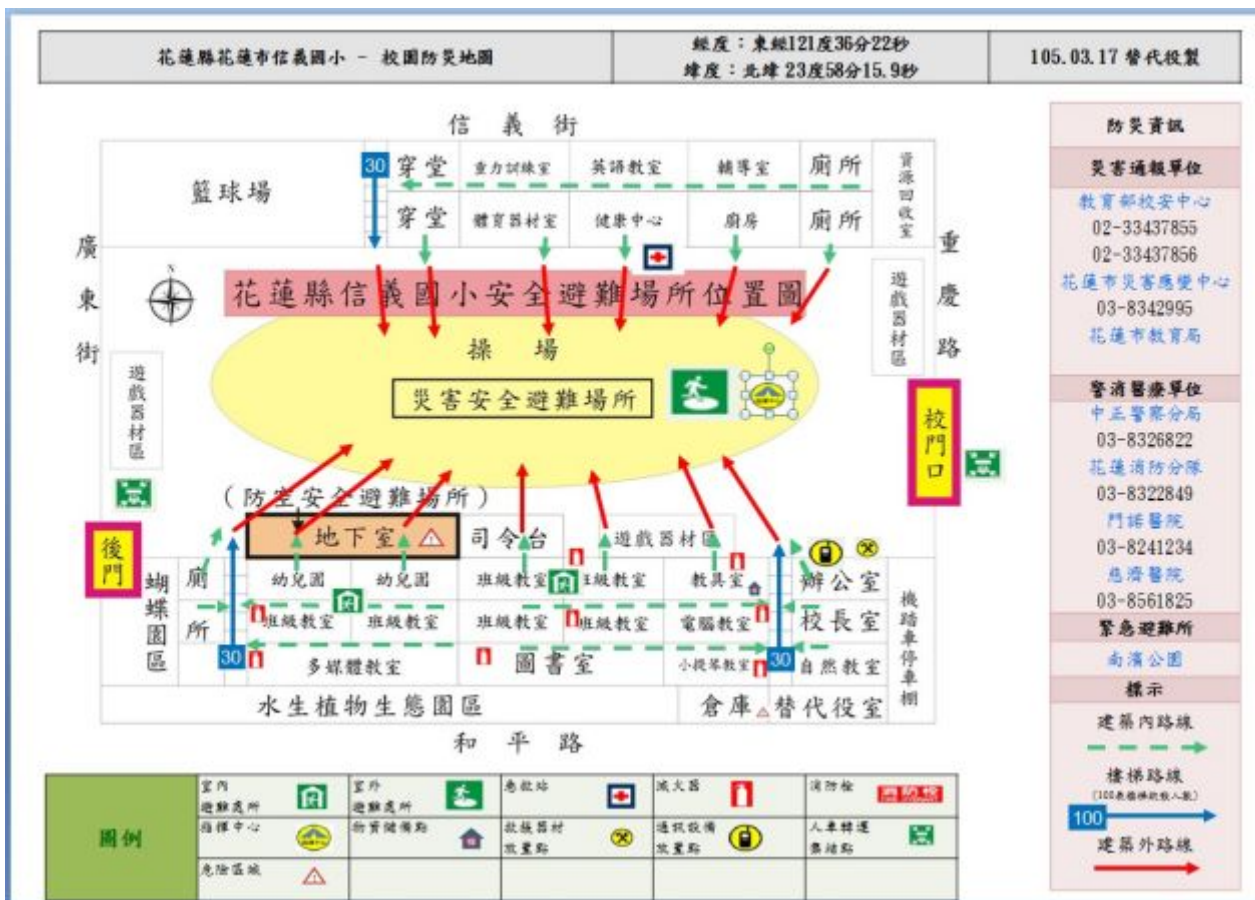 花蓮縣花蓮市信義國小 - 校園防災地圖
經度：東經121度36分22秒
緯度：北緯 23度58分15.9秒
105.03.17 替代役製
信義街
籃球場
30
穿堂
重力訓練室
英語教室
輔導室
廁所
資源回收室
穿堂
體育器材室
健康中心
廚房
廁所
廣東街
重慶路
N
花蓮縣信義國小安全避難場所位置圖
遊戲器材區
操場
災害安全避難場所
遊戲器材區
校門口
(防空安全避難場所)
後門
地下室
司令台
遊戲器材區
蝴蝶園區
廁所
幼兒園
幼兒園
班級教室
班級教室
教具室
辦公室
機踏車停車棚
班級教室
班級教室
班級教室
班級教室
電腦教室
校長室
30
多媒體教室
圖書室
小提琴教室
30
自然教室
水生植物生態園區
倉庫
替代役室
和平路
防災資訊
災害通報單位
教育部校安中心
02-33437855
02-33437856
花蓮市災害應變中心
03-8342995
花蓮市教育局
警消醫療單位
中正警察分局
03-8326822
花蓮消防分隊
03-8322849
門諾醫院
03-8241234
慈濟醫院
03-8561825
緊急避難所
南濱公園
標示
建築內路線
樓梯路線
100
建築外路線
圖例
室內
避難處所
室外
避難處所
急救站
滅火器
消防栓
消防栓
指揮中心
物資儲備點
救援器材
放置點
通訊設備
放置點
人車轉運
集結點
危險區域